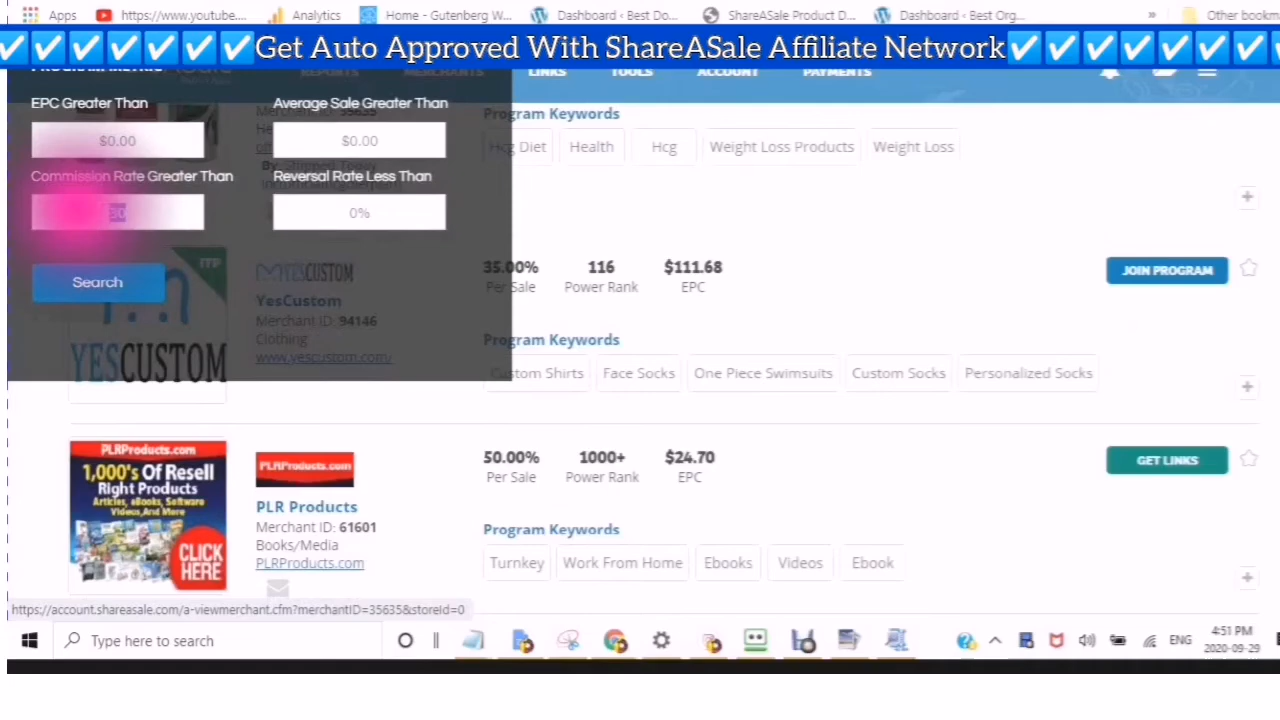 Apps https://www.youtube.... Analytics Home - Gutenberg W... Dashboard ‹ Best Do... ShareASale Product D... Dashboard ‹ Best Org... » Other bookm
✓✓✓✓✓✓✓Get Auto Approved With ShareASale Affiliate Network✓✓✓✓✓✓✓✓
REPORTS MERCHANTS LINKS TOOLS ACCOUNT PAYMENTS
EPC Greater Than Average Sale Greater Than
$0.00 $0.00
Commission Rate Greater Than Reversal Rate Less Than
30 0%
Search
Program Keywords
Hcg Diet Health Hcg Weight Loss Products Weight Loss
+
ITP
YESCUSTOM
YESCUSTOM
YesCustom
Merchant ID: 94146
Clothing
www.yescustom.com/
35.00% 116 $111.68
Per Sale Power Rank EPC
JOIN PROGRAM
Program Keywords
Custom Shirts Face Socks One Piece Swimsuits Custom Socks Personalized Socks
+
PLRProducts.com
1,000's Of Resell
Right Products
Articles, eBooks, Software
Videos,And More
CLICK
HERE
PLRProducts.com
PLR Products
Merchant ID: 61601
Books/Media
PLRProducts.com
50.00% 1000+ $24.70
Per Sale Power Rank EPC
GET LINKS
Program Keywords
Turnkey Work From Home Ebooks Videos Ebook
+
https://account.shareasale.com/a-viewmerchant.cfm?merchantID=35635&storeId=0
Type here to search ENG 4:51 PM
2020-09-29